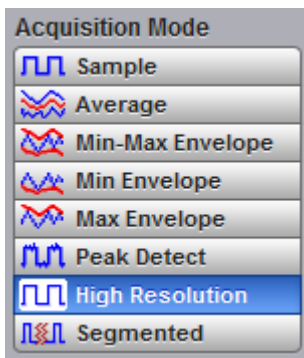 Acquisition Mode
Sample
Average
Min-Max Envelope
Min Envelope
Max Envelope
Peak Detect
High Resolution
Segmented